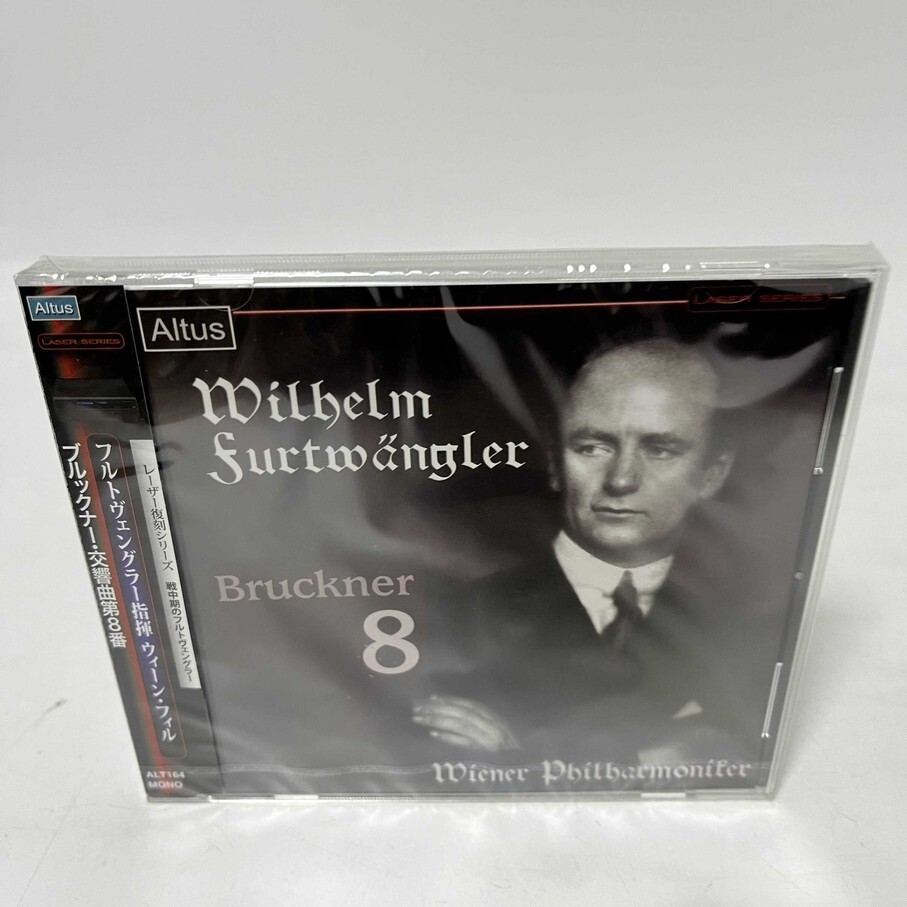 Altus
LASER SERIES
レーザー復刻シリーズ 戦中期のフルトヴェングラー
フルトヴェングラー指揮 ウィーン・フィル
ブルックナー・交響曲第8番
ALT164
MONO
Altus
LASER SERIES
Wilhelm
Furtwängler
Bruckner
8
Wiener Philharmoniker